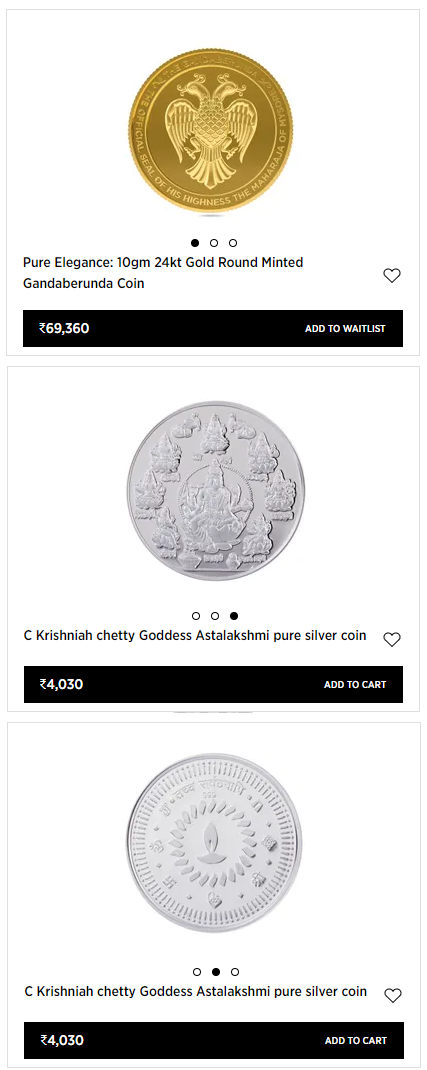 THE OFFICIAL SEAL OF HIS HIGHNESS THE MAHARAJA OF MYSORE
Pure Elegance: 10gm 24kt Gold Round Minted
Gandaberunda Coin
₹69,360
ADD TO WAITLIST
C Krishniah chetty Goddess Astalakshmi pure silver coin
₹4,030
ADD TO CART
999
C Krishniah chetty Goddess Astalakshmi pure silver coin
₹4,030
ADD TO CART